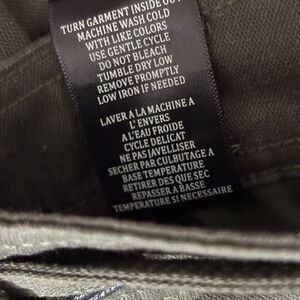 TURN GARMENT INSIDE OUT
MACHINE WASH COLD
WITH LIKE COLORS
USE GENTLE CYCLE
DO NOT BLEACH
TUMBLE DRY LOW
REMOVE PROMPTLY
LOW IRON IF NEEDED
LAVER A LA MACHINE A
L'ENVERS
A L'EAU FROIDE
CYCLE DELICAT
NE PAS JAVELLISER
SECHER PAR CULBUTAGE A
BASE TEMPERATURE
RETIRER DES QUE SEC
REPASSER A BASSE
TEMPERATURE SI NECESSAIRE